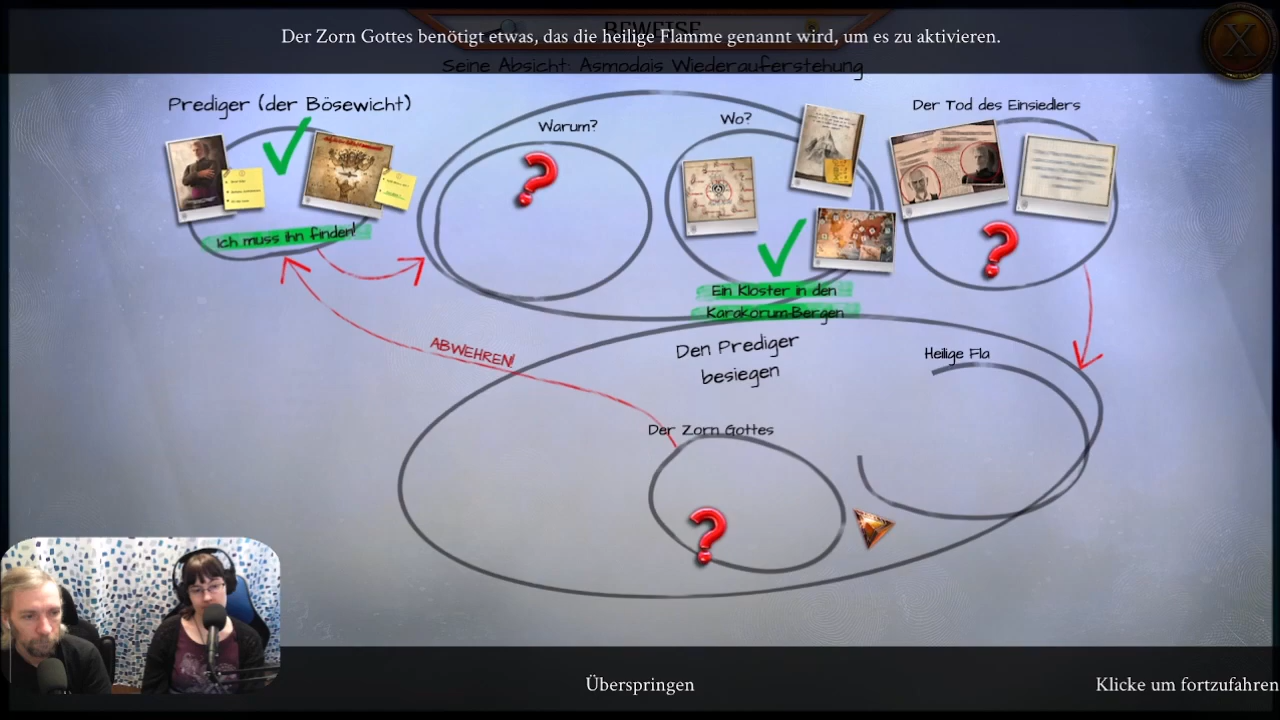 Der Zorn Gottes benötigt etwas, das die heilige Flamme genannt wird, um es zu aktivieren.
BEWEISE
X
Seine Absicht: Asmodais Wiederauferstehung
Prediger (der Bösewicht)
Warum?
Wo?
Der Tod des Einsiedlers
Ich muss ihn finden!
Ein Kloster in den
Karakorum-Bergen
ABWEHREN!
Den Prediger
besiegen
Heilige Fla
Der Zorn Gottes
Überspringen
Klicke um fortzufahren